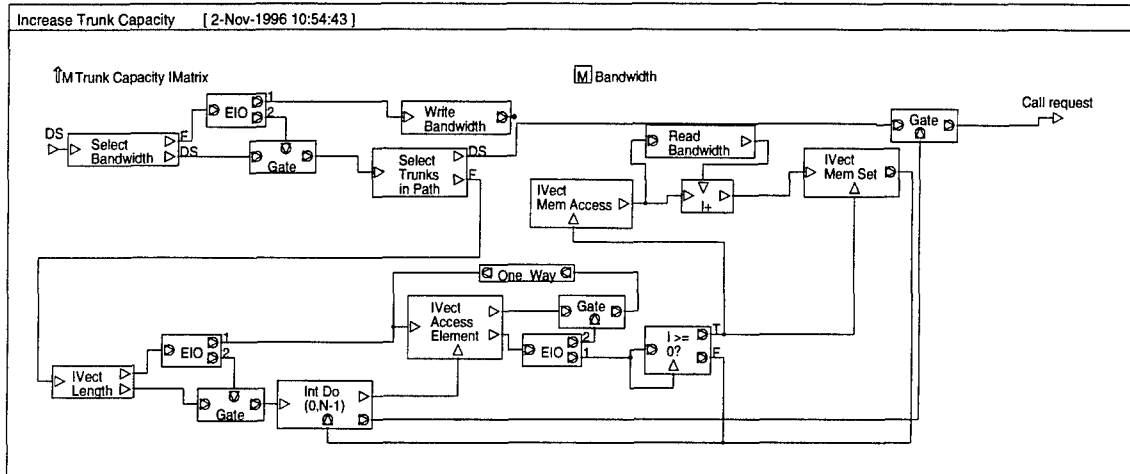 Increase Trunk Capacity [ 2-Nov-1996 10:54:43 ]
⇑M Trunk Capacity IMatrix
M Bandwidth
Call request
DS
Select
Bandwidth
F
DS
EIO
1
2
Gate
Write
Bandwidth
Select
Trunks
in Path
DS
F
Read
Bandwidth
Gate
IVect
Mem Access
I+
IVect
Mem Set
One Way
IVect
Length
EIO
1
2
Gate
Int Do
(0,N-1)
IVect
Access
Element
Gate
EIO
2
1
I >=
0?
T
F